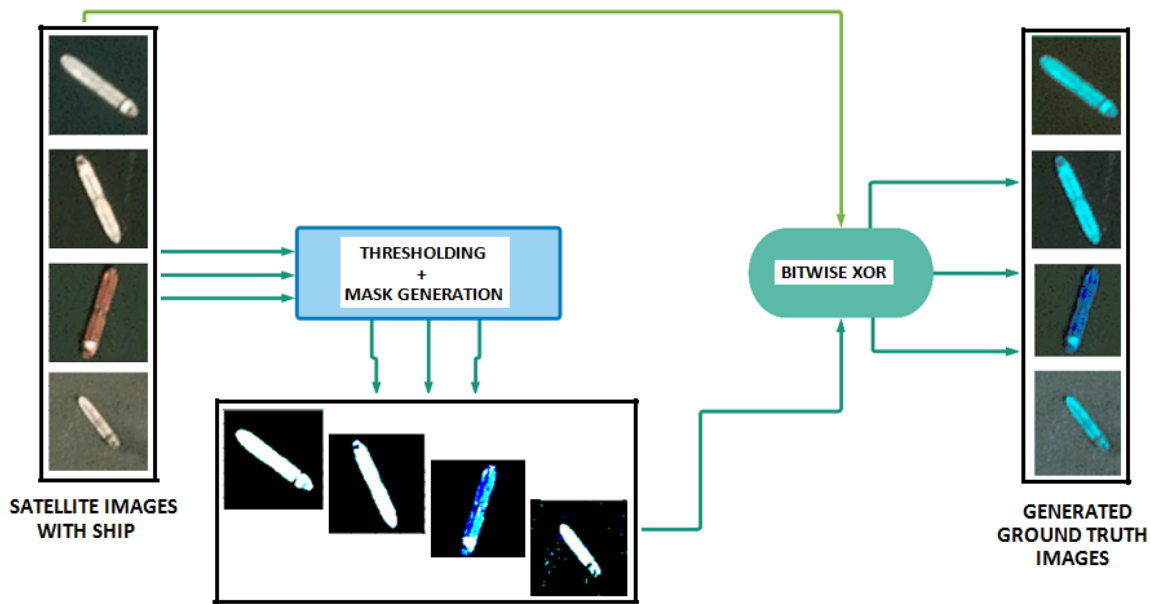 SATELLITE IMAGES
WITH SHIP
THRESHOLDING
+
MASK GENERATION
BITWISE XOR
GENERATED
GROUND TRUTH
IMAGES